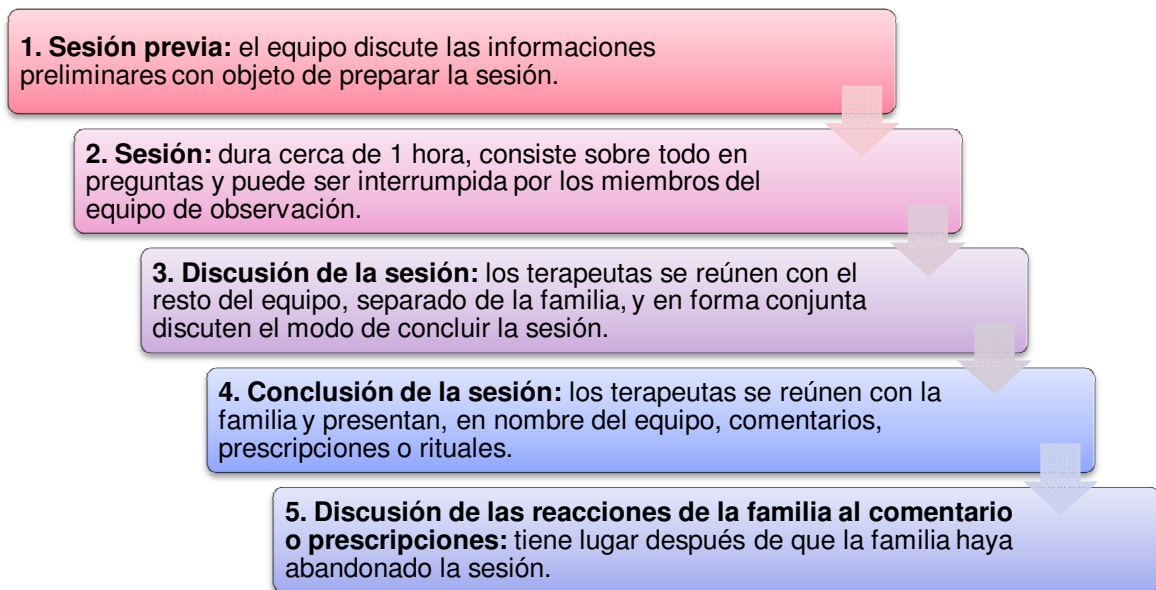 1. Sesión previa: el equipo discute las informaciones
preliminares con objeto de preparar la sesión.
2. Sesión: dura cerca de 1 hora, consiste sobre todo en
preguntas y puede ser interrumpida por los miembros del
equipo de observación.
3. Discusión de la sesión: los terapeutas se reúnen con el
resto del equipo, separado de la familia, y en forma conjunta
discuten el modo de concluir la sesión.
4. Conclusión de la sesión: los terapeutas se reúnen con la
familia y presentan, en nombre del equipo, comentarios,
prescripciones o rituales.
5. Discusión de las reacciones de la familia al comentario
o prescripciones: tiene lugar después de que la familia haya
abandonado la sesión.